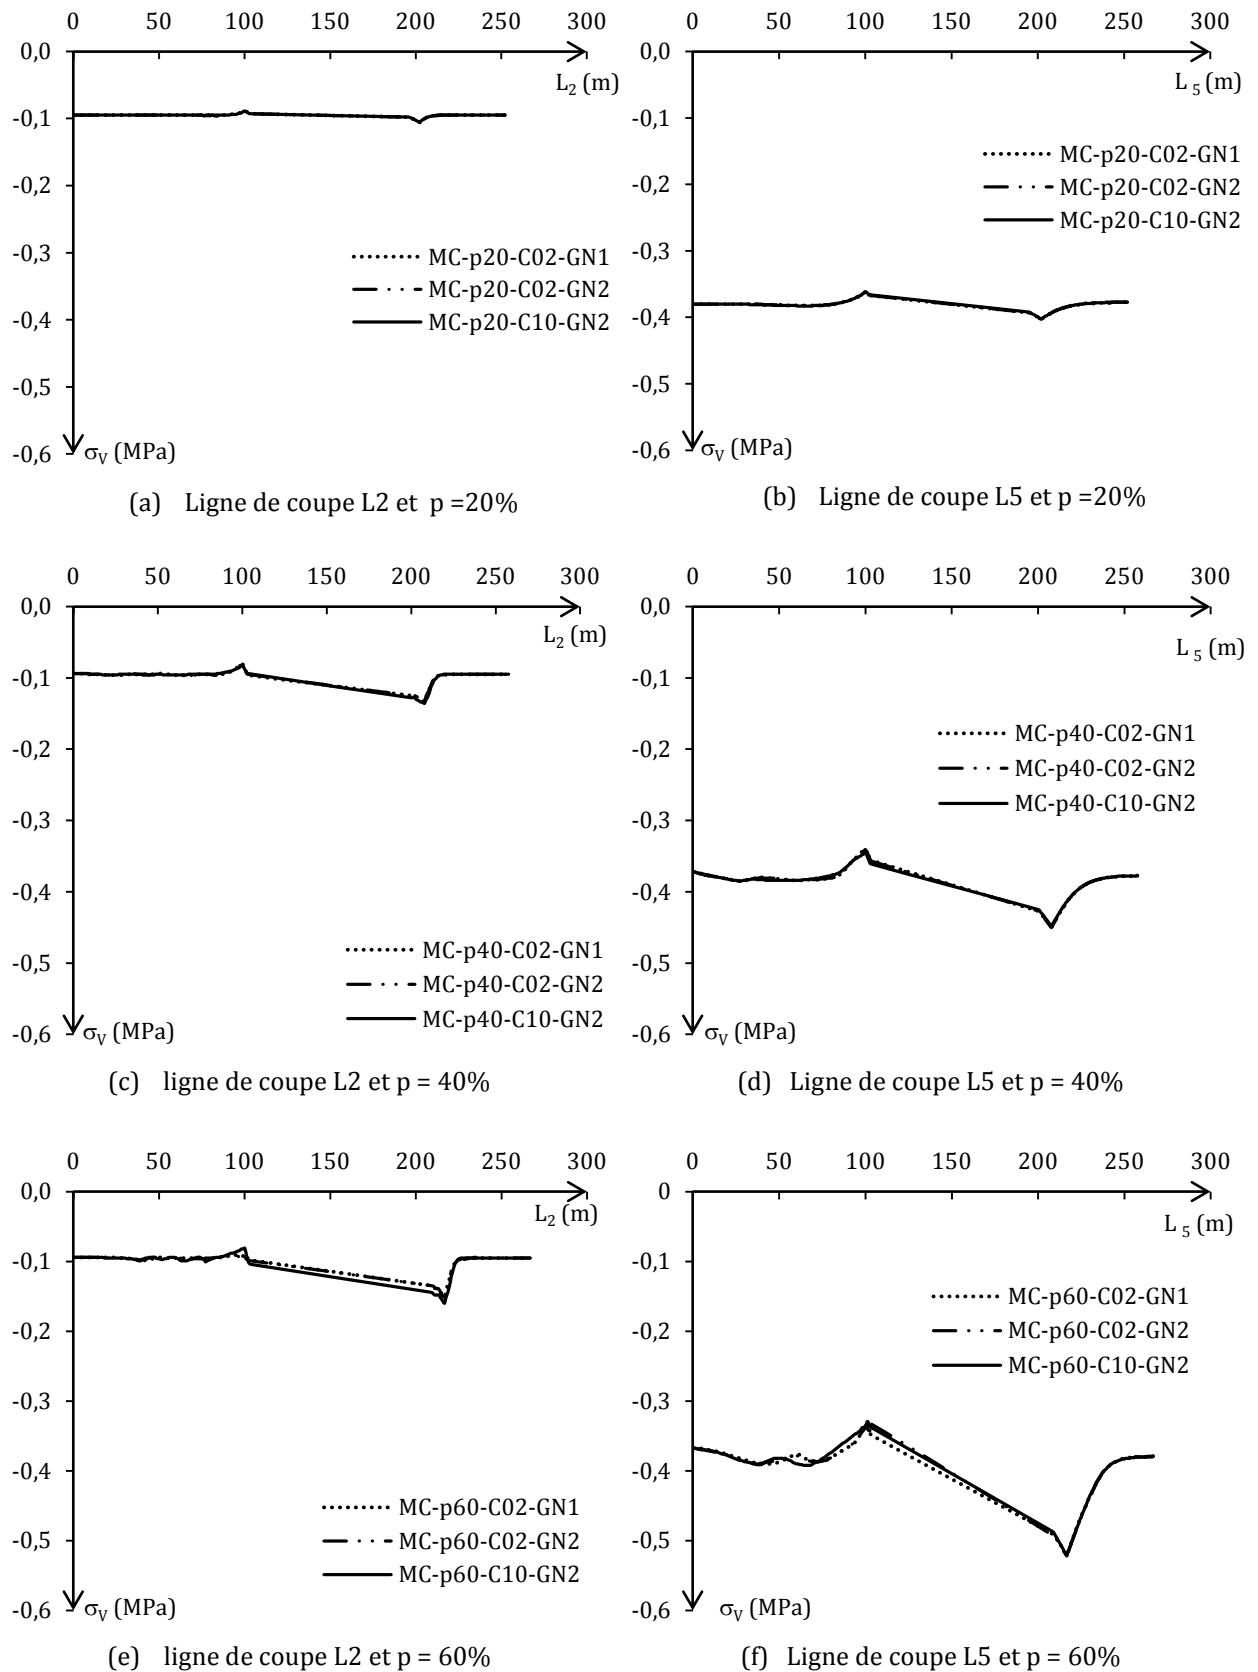 0 50 100 150 200 250 300
0,0
L2 (m)
-0,1
-0,2
-0,3
MC-p20-C02-GN1
MC-p20-C02-GN2
MC-p20-C10-GN2
-0,4
-0,5
-0,6
σV (MPa)
(a) Ligne de coupe L2 et p =20%
0 50 100 150 200 250 300
0,0
L 5 (m)
-0,1
MC-p20-C02-GN1
MC-p20-C02-GN2
MC-p20-C10-GN2
-0,2
-0,3
-0,4
-0,5
-0,6
σV (MPa)
(b) Ligne de coupe L5 et p =20%
0 50 100 150 200 250 300
0,0
L2 (m)
-0,1
-0,2
-0,3
-0,4
MC-p40-C02-GN1
MC-p40-C02-GN2
MC-p40-C10-GN2
-0,5
-0,6
σV (MPa)
(c) ligne de coupe L2 et p = 40%
0 50 100 150 200 250 300
0,0
L 5 (m)
-0,1
-0,2
MC-p40-C02-GN1
MC-p40-C02-GN2
MC-p40-C10-GN2
-0,3
-0,4
-0,5
-0,6
σV (MPa)
(d) Ligne de coupe L5 et p = 40%
0 50 100 150 200 250 300
0,0
L2 (m)
-0,1
-0,2
-0,3
-0,4
MC-p60-C02-GN1
MC-p60-C02-GN2
MC-p60-C10-GN2
-0,5
-0,6
σV (MPa)
(e) ligne de coupe L2 et p = 60%
0 50 100 150 200 250 300
0
L 5 (m)
-0,1
MC-p60-C02-GN1
MC-p60-C02-GN2
MC-p60-C10-GN2
-0,2
-0,3
-0,4
-0,5
-0,6
σV (MPa)
(f) Ligne de coupe L5 et p = 60%